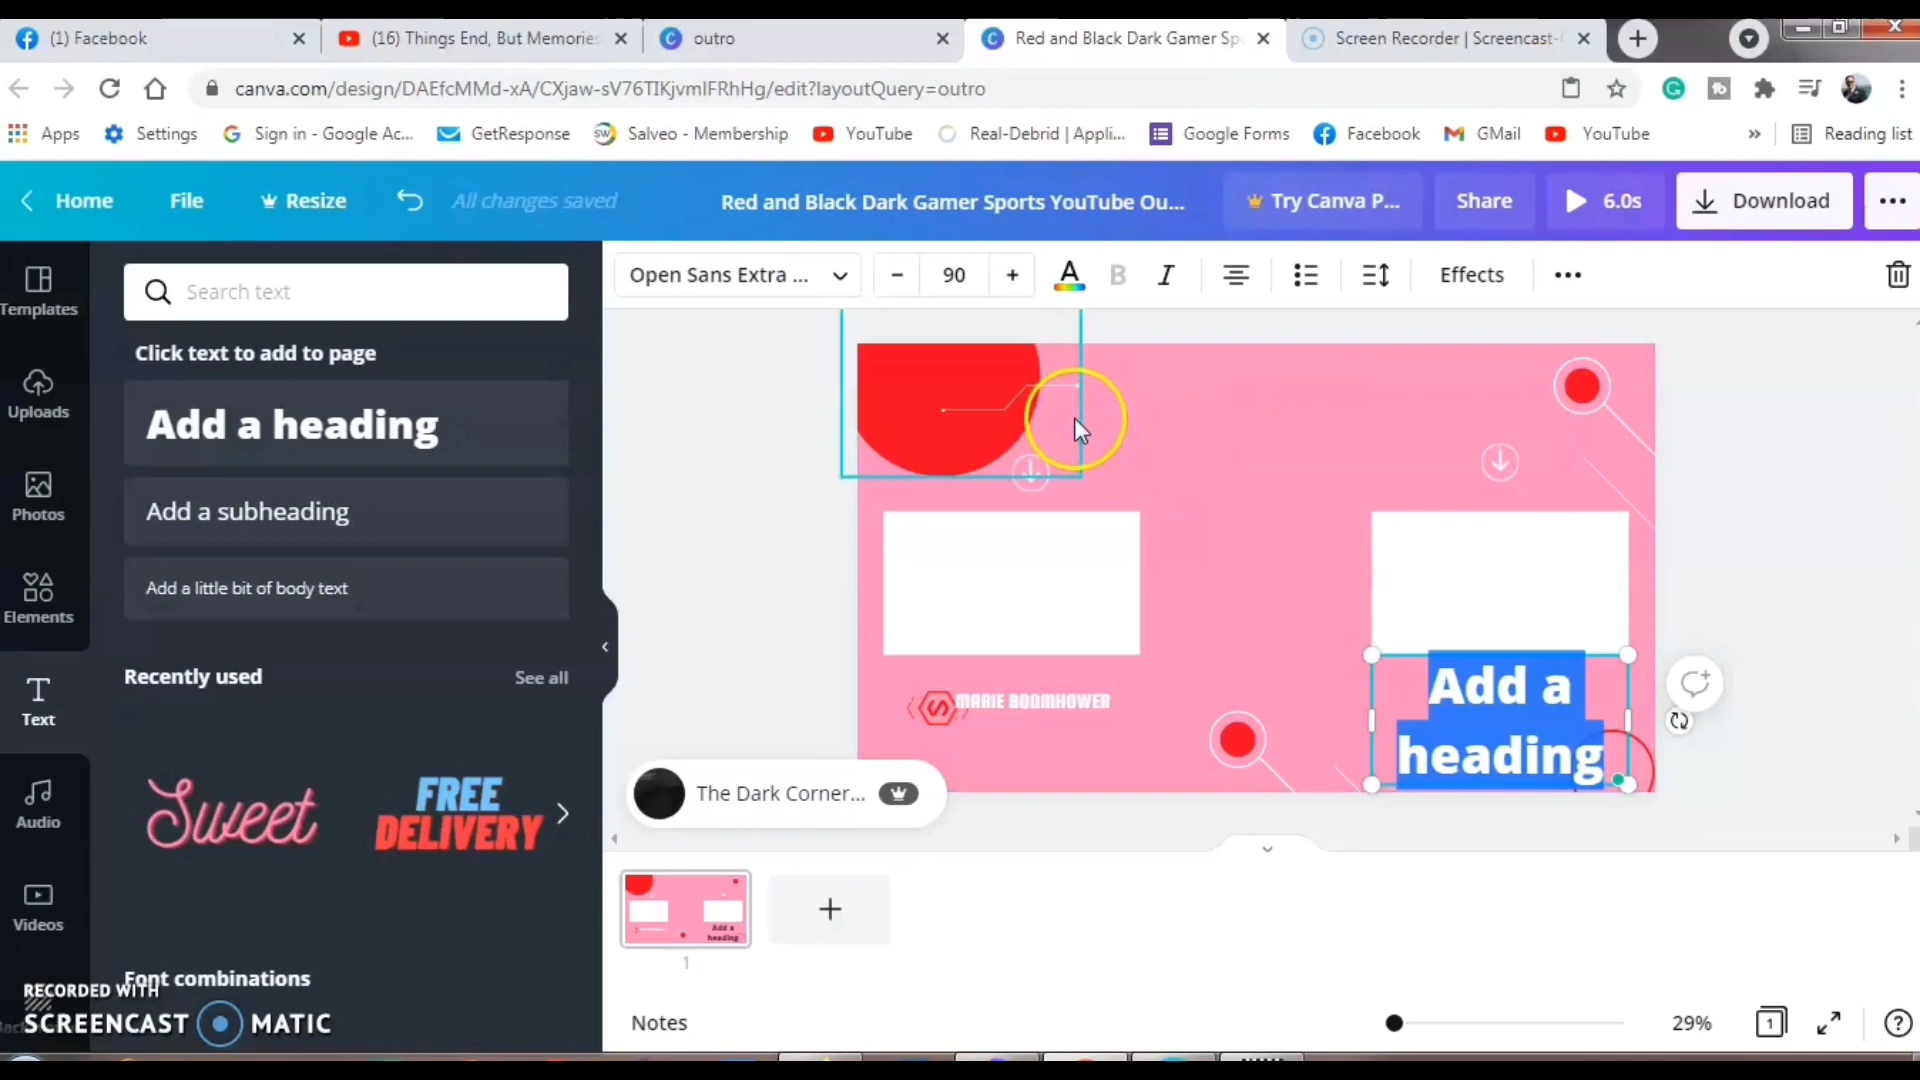 (1) Facebook
(16) Things End, But Memories
outro
Red and Black Dark Gamer Sp
Screen Recorder | Screencast-
canva.com/design/DAEfcMMd-xA/CXjaw-sV76TIKjvmlFRhHg/edit?layoutQuery=outro
Apps
Settings
Sign in - Google Ac...
GetResponse
Salveo - Membership
YouTube
Real-Debrid | Appli...
Google Forms
Facebook
GMail
YouTube
»
Reading list
Home
File
Resize
All changes saved
Red and Black Dark Gamer Sports YouTube Ou...
Try Canva P...
Share
6.0s
Download
Templates
Uploads
Photos
Elements
Text
Audio
Videos
Search text
Click text to add to page
Add a heading
Add a subheading
Add a little bit of body text
Recently used
See all
Sweet
FREE
DELIVERY
Font combinations
RECORDED WITH
SCREENCAST MATIC
Open Sans Extra ...
90
A
B
I
Effects
MARIE BOOMHOWER
Add a
heading
The Dark Corner...
Add a
heading
1
Notes
29%
1